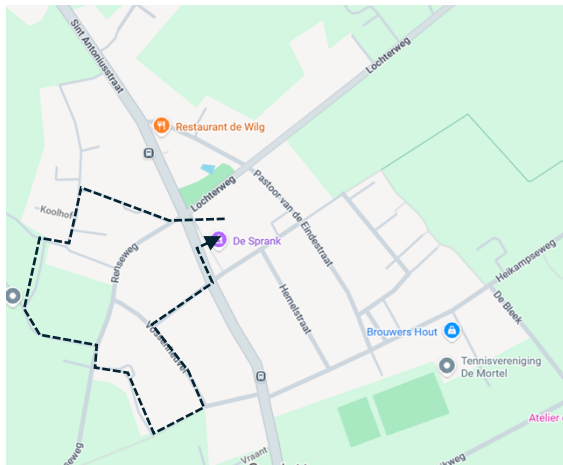 Sint Antoniusstraat
Lochterweg
Restaurant de Wilg
Pastoor van de Eindestraat
Lochterweg
Koolhof
De Sprank
Renseweg
Heikampseweg
De Bleek
Hemelstraat
Brouwers Hout
Tennisvereniging
De Mortel
Atelier
Vraant